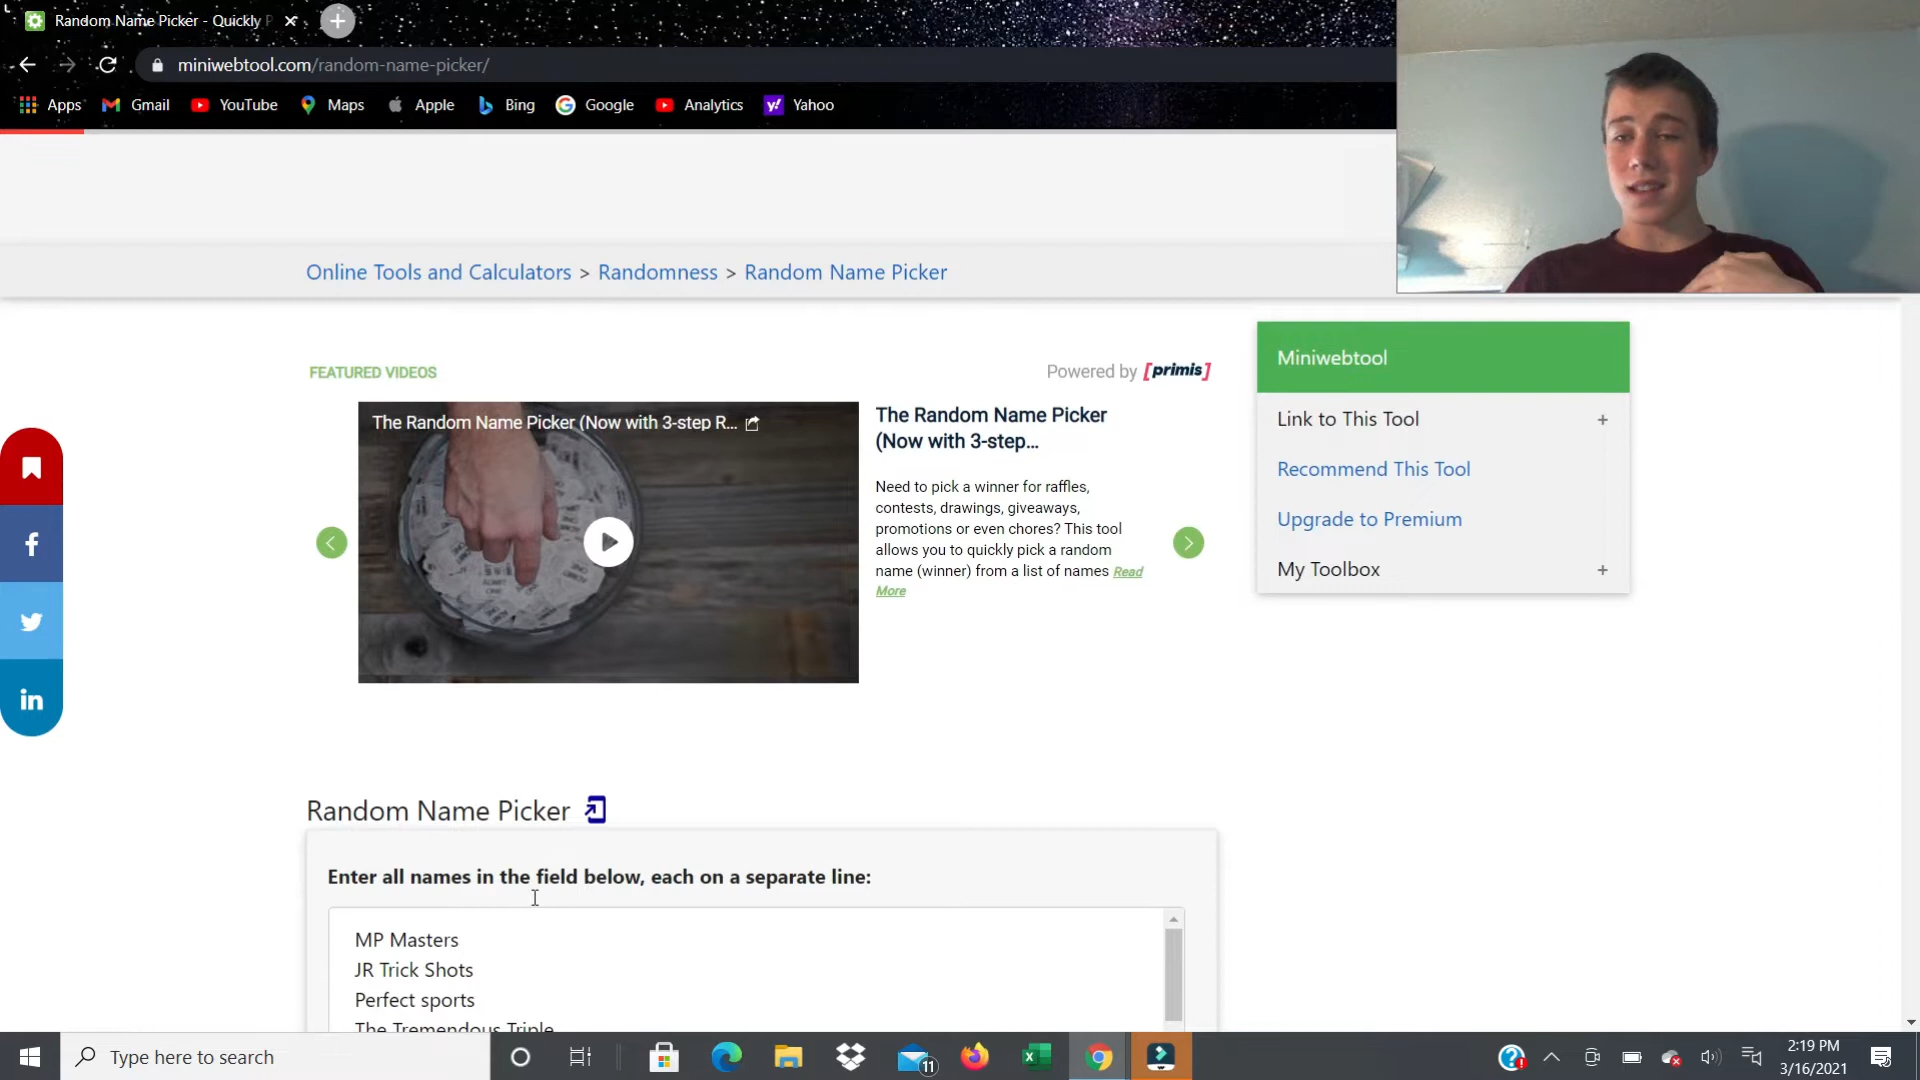 Random Name Picker - Quickly P
miniwebtool.com/random-name-picker/
Apps Gmail YouTube Maps Apple Bing Google Analytics Yahoo
Online Tools and Calculators > Randomness > Random Name Picker
FEATURED VIDEOS
Powered by [primis]
The Random Name Picker (Now with 3-step R...
The Random Name Picker
(Now with 3-step...
Need to pick a winner for raffles,
contests, drawings, giveaways,
promotions or even chores? This tool
allows you to quickly pick a random
name (winner) from a list of names Read
More
Miniwebtool
Link to This Tool +
Recommend This Tool
Upgrade to Premium
My Toolbox +
Random Name Picker
Enter all names in the field below, each on a separate line:
MP Masters
JR Trick Shots
Perfect sports
The Tremendous Triple
Type here to search
11
2:19 PM
3/16/2021